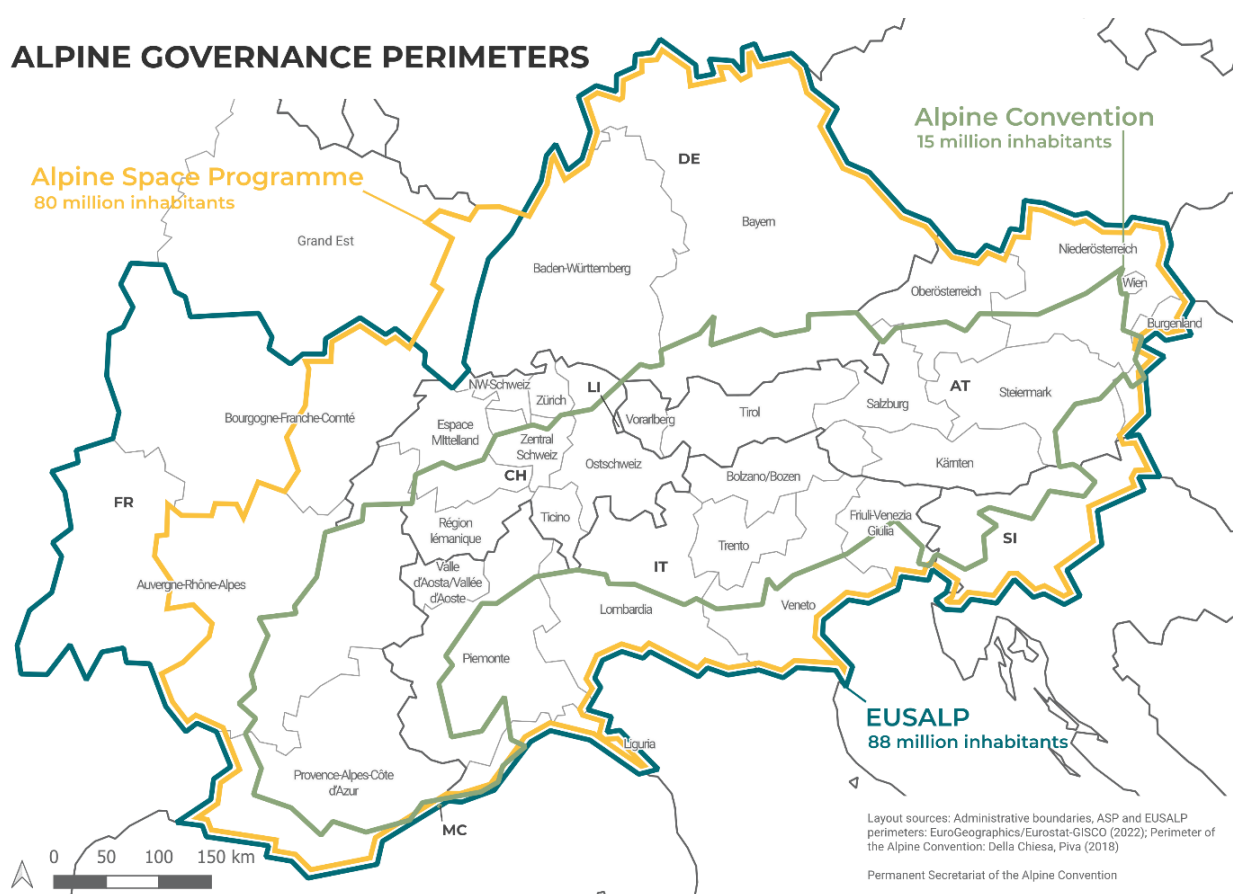 ALPINE GOVERNANCE PERIMETERS
Alpine Convention
15 million inhabitants
DE
Alpine Space Programme
80 million inhabitants
Grand Est
Bayern
Niederösterreich
Baden-Württemberg
Wien
Oberösterreich
Burgenland
NW-Schweiz
LI
AT
Zürich
Steiermark
Salzburg
Bourgogne-Franche-Comté
Vorarlberg
Tirol
Espace
MIttelland
Zentral
Schweiz
CH
Ostschweiz
Kärnten
Bolzano/Bozen
FR
Région
lémanique
Ticino
Friuli-Venezia
Giulia
SI
Trento
IT
Valle
d'Aosta/Vallée
d'Aoste
Auvergne-Rhône-Alpes
Lombardia
Veneto
Piemonte
EUSALP
88 million inhabitants
Liguria
Provence-Alpes-Côte
d'Azur
MC
Layout sources: Administrative boundaries, ASP and EUSALP
perimeters: EuroGeographics/Eurostat-GISCO (2022); Perimeter of
the Alpine Convention: Della Chiesa, Piva (2018)
Permanent Secretariat of the Alpine Convention
0 50 100 150 km